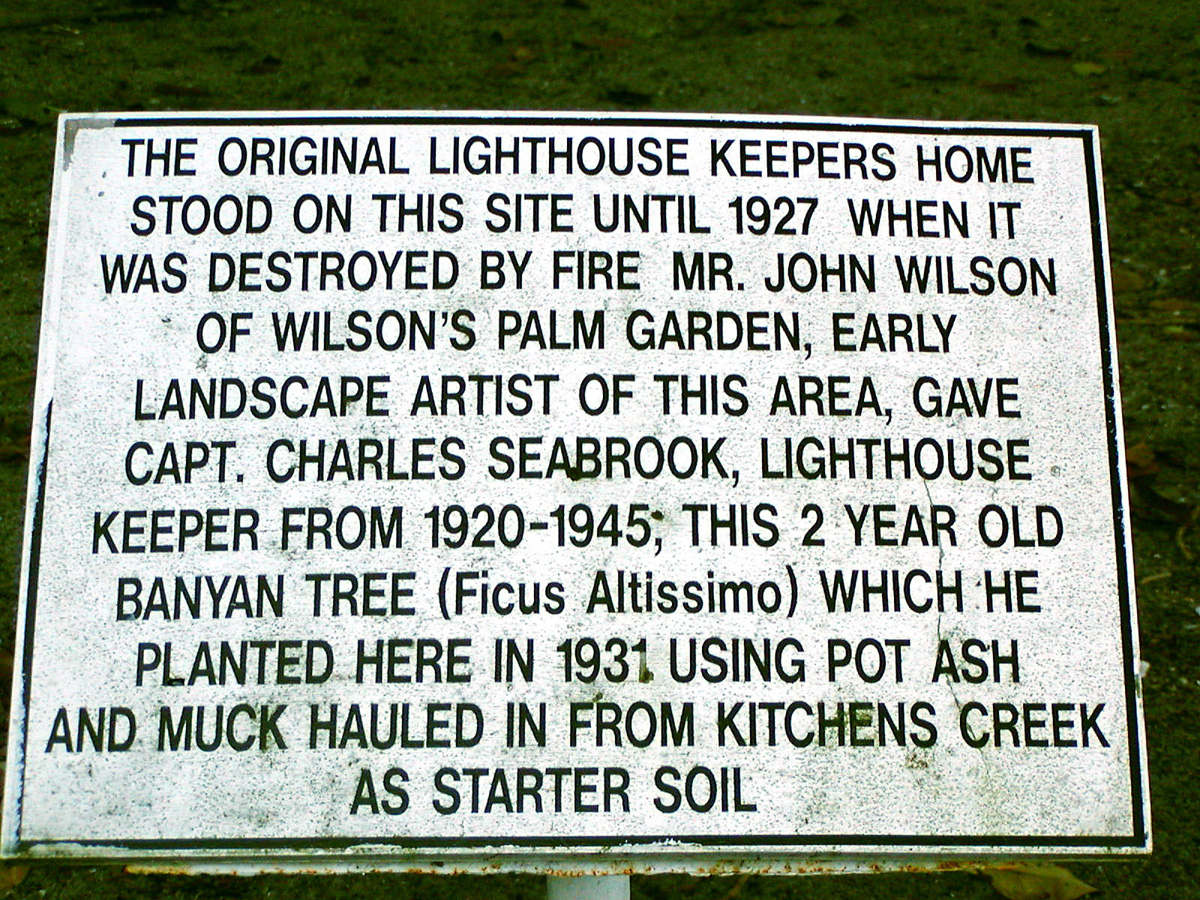 THE ORIGINAL LIGHTHOUSE KEEPERS HOME
STOOD ON THIS SITE UNTIL 1927 WHEN IT
WAS DESTROYED BY FIRE MR. JOHN WILSON
OF WILSON'S PALM GARDEN, EARLY
LANDSCAPE ARTIST OF THIS AREA, GAVE
CAPT. CHARLES SEABROOK, LIGHTHOUSE
KEEPER FROM 1920-1945; THIS 2 YEAR OLD
BANYAN TREE (Ficus Altissimo) WHICH HE
PLANTED HERE IN 1931 USING POT ASH
AND MUCK HAULED IN FROM KITCHENS CREEK
AS STARTER SOIL